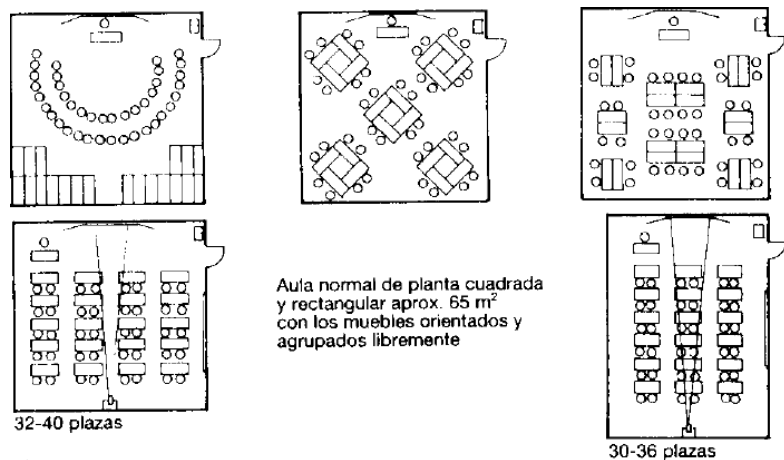 Aula normal de planta cuadrada
y rectangular aprox. 65 m²
con los muebles orientados y
agrupados libremente
32-40 plazas
30-36 plazas